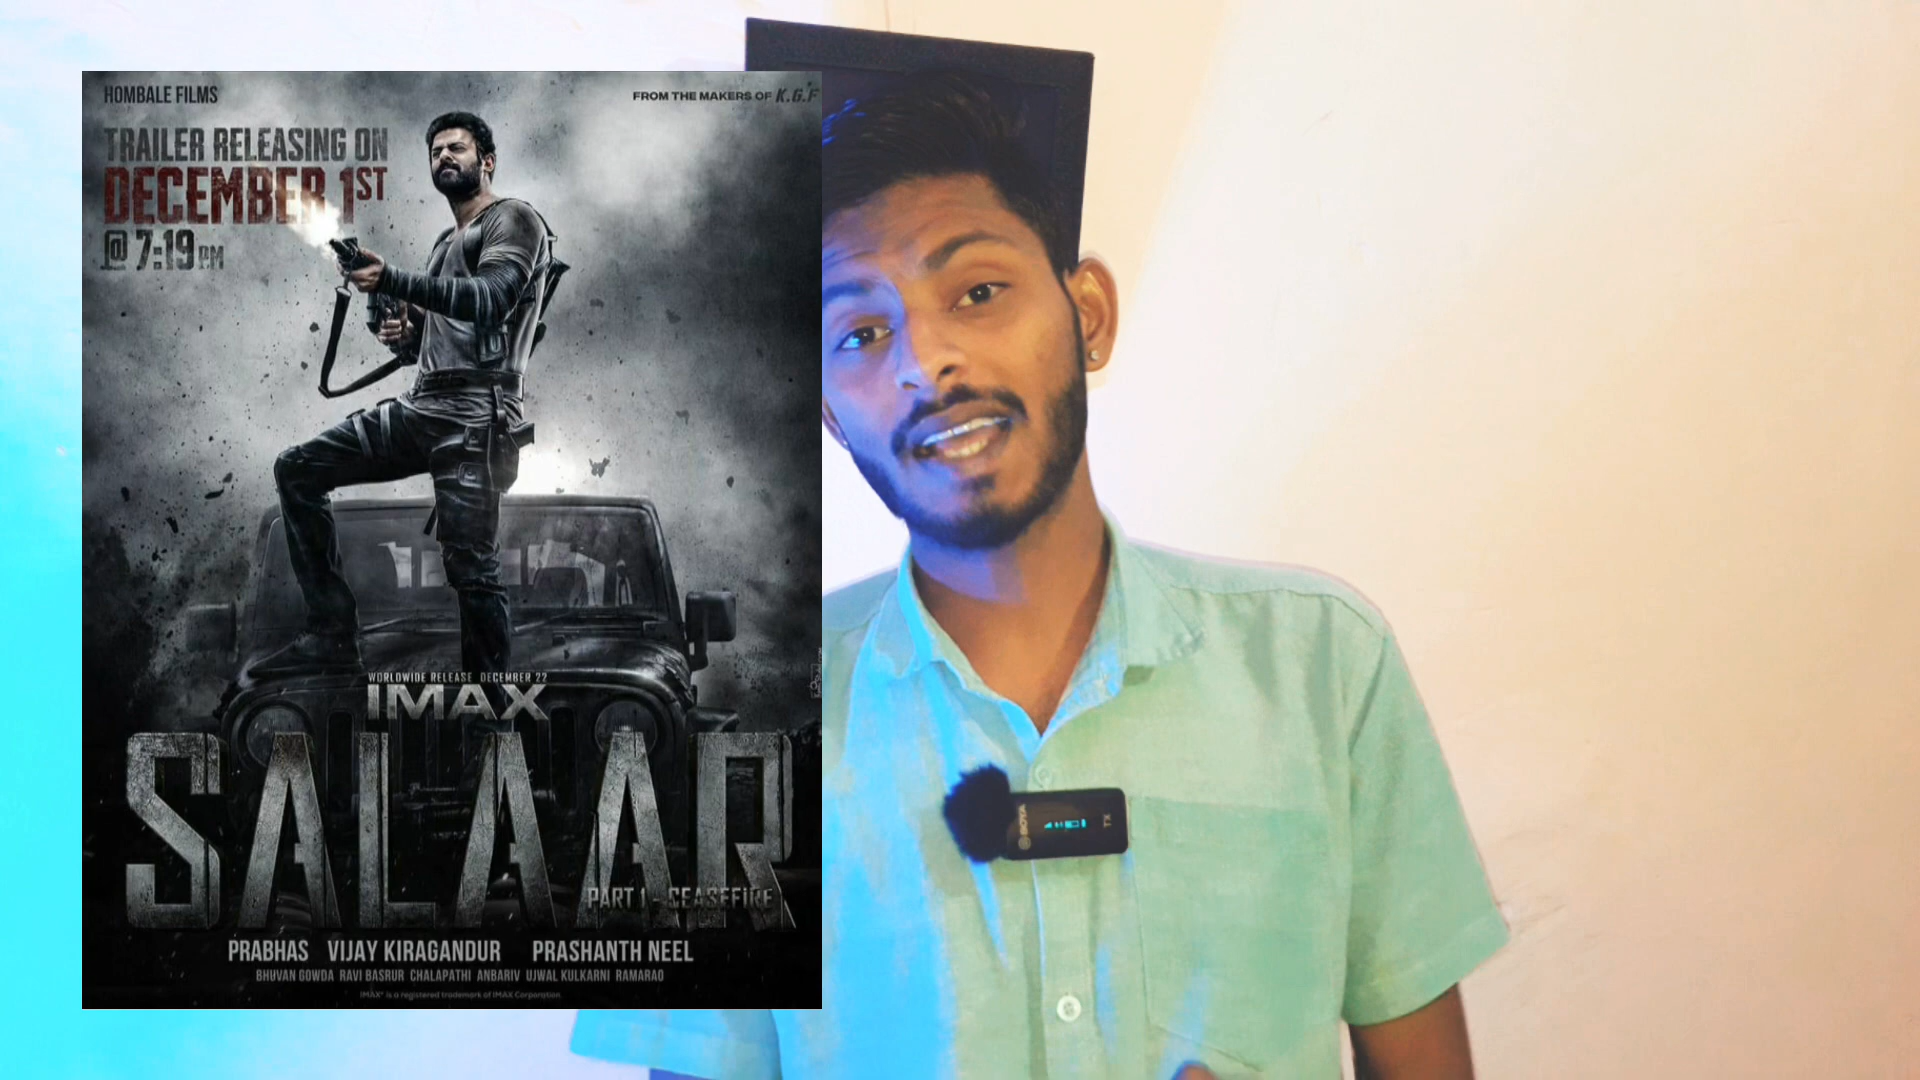 HOMBALE FILMS
FROM THE MAKERS OF K.G.F
TRAILER RELEASING ON
DECEMBER 1ST
@ 7:19 PM
WORLDWIDE RELEASE DECEMBER 22
IMAX
SALAAR
PART 1 - CEASEFIRE
PRABHAS VIJAY KIRAGANDUR PRASHANTH NEEL
BHUVAN GOWDA RAVI BASRUR CHALAPATHI ANBARIV UJWAL KULKARNI RAMARAO
IMAX® is a registered trademark of IMAX Corporation.
BOYA
TX